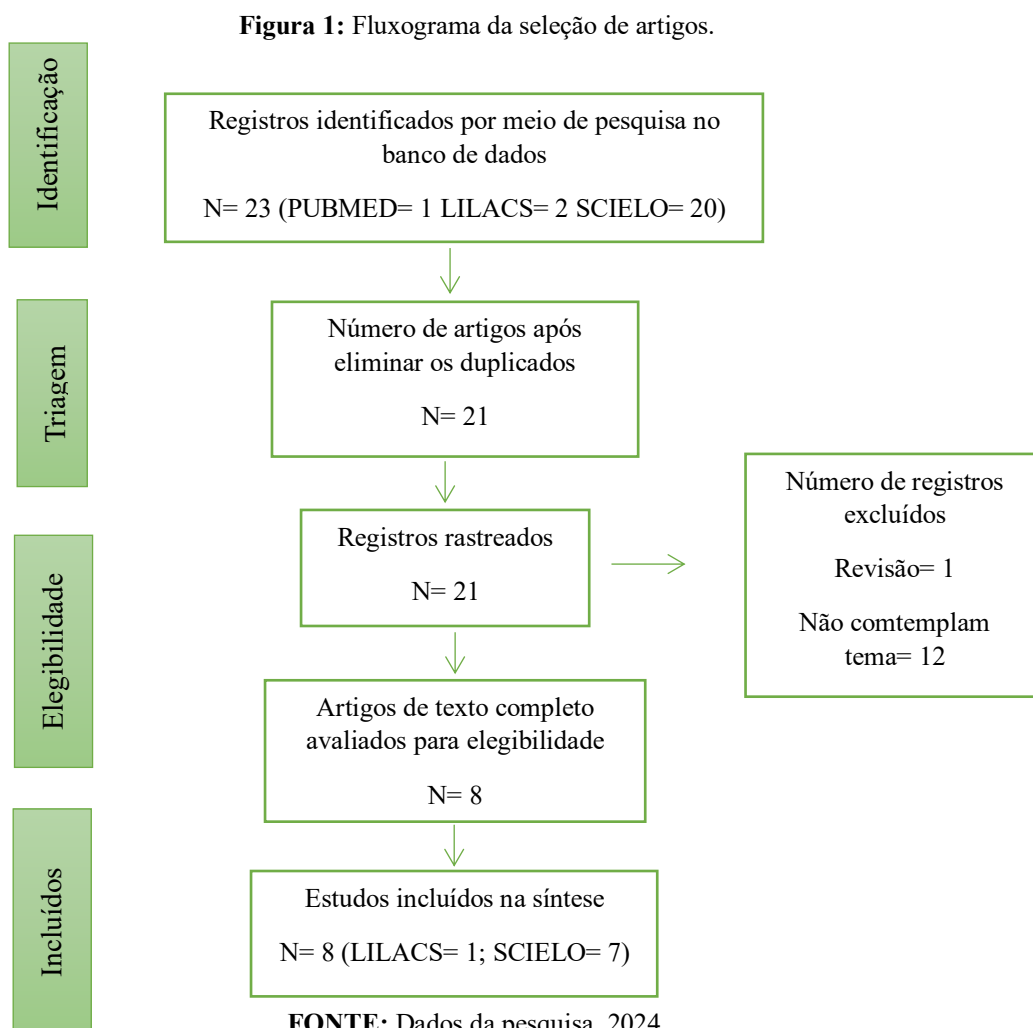 Figura 1: Fluxograma da seleção de artigos.
Identificação
Registros identificados por meio de pesquisa no
banco de dados
N= 23 (PUBMED= 1 LILACS= 2 SCIELO= 20)
Triagem
Número de artigos após
eliminar os duplicados
N= 21
Registros rastreados
N= 21
Número de registros
excluídos
Revisão= 1
Não comtemplam
tema= 12
Elegibilidade
Artigos de texto completo
avaliados para elegibilidade
N= 8
Incluídos
Estudos incluídos na síntese
N= 8 (LILACS= 1; SCIELO= 7)
FONTE: Dados da pesquisa, 2024